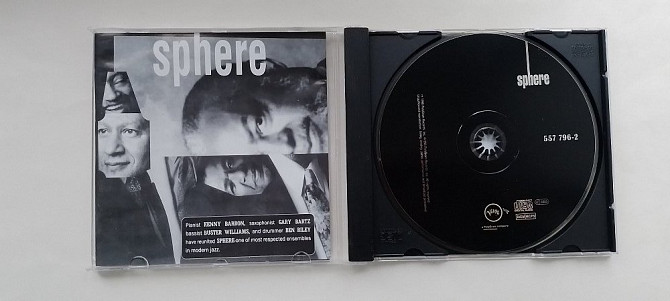 sphere
Pianist KENNY BARRON, saxophonist GARY BARTZ
bassist BUSTER WILLIAMS, and drummer BEN RILEY
have reunited SPHERE-one of most respected ensembles
in modern jazz.
sphere
557 796-2